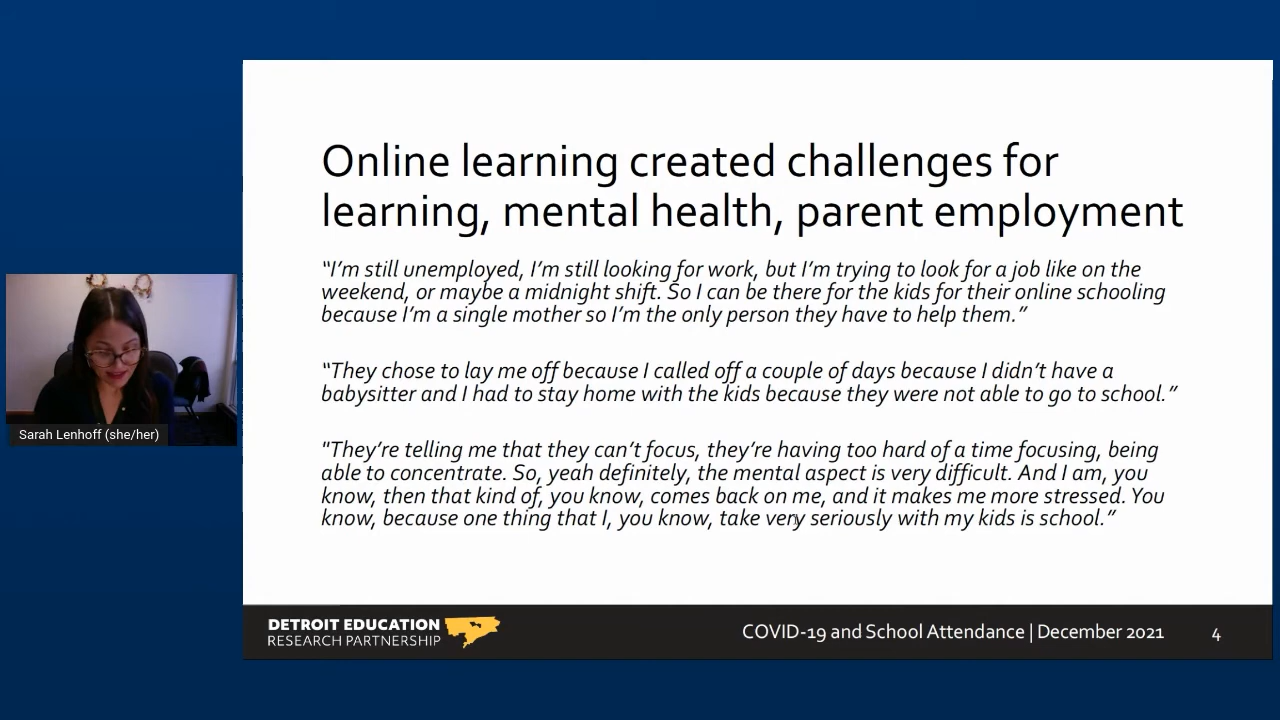 Online learning created challenges for
learning, mental health, parent employment
“I’m still unemployed, I’m still looking for work, but I’m trying to look for a job like on the
weekend, or maybe a midnight shift. So I can be there for the kids for their online schooling
because I’m a single mother so I’m the only person they have to help them.”
“They chose to lay me off because I called off a couple of days because I didn’t have a
babysitter and I had to stay home with the kids because they were not able to go to school.”
"They’re telling me that they can’t focus, they’re having too hard of a time focusing, being
able to concentrate. So, yeah definitely, the mental aspect is very difficult. And I am, you
know, then that kind of, you know, comes back on me, and it makes me more stressed. You
know, because one thing that I, you know, take very seriously with my kids is school.”
Sarah Lenhoff (she/her)
DETROIT EDUCATION
RESEARCH PARTNERSHIP
COVID-19 and School Attendance | December 2021
4